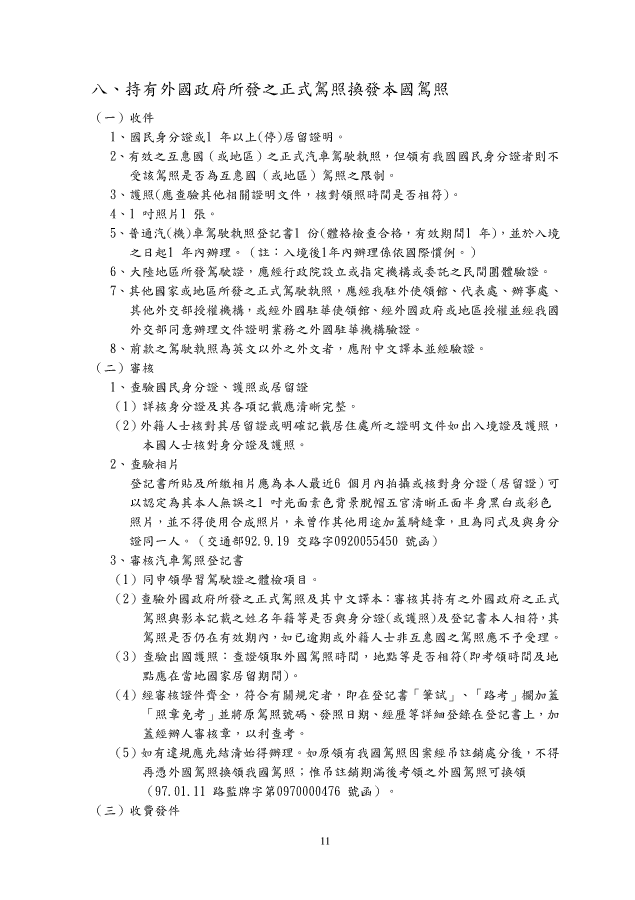 八、持有外國政府所發之正式駕照換發本國駕照
（一）收件
1、國民身分證或1 年以上(停)居留證明。
2、有效之互惠國（或地區）之正式汽車駕駛執照，但領有我國國民身分證者則不
受該駕照是否為互惠國（或地區）駕照之限制。
3、護照(應查驗其他相關證明文件，核對領照時間是否相符)。
4、1 吋照片1 張。
5、普通汽(機)車駕駛執照登記書1 份(體格檢查合格，有效期間1 年)，並於入境
之日起1 年內辦理。（註：入境後1年內辦理係依國際慣例。）
6、大陸地區所發駕駛證，應經行政院設立或指定機構或委託之民間團體驗證。
7、其他國家或地區所發之正式駕駛執照，應經我駐外使領館、代表處、辦事處、
其他外交部授權機構，或經外國駐華使領館、經外國政府或地區授權並經我國
外交部同意辦理文件證明業務之外國駐華機構驗證。
8、前款之駕駛執照為英文以外之外文者，應附中文譯本並經驗證。
（二）審核
1、查驗國民身分證、護照或居留證
（1）詳核身分證及其各項記載應清晰完整。
（2）外籍人士核對其居留證或明確記載居住處所之證明文件如出入境證及護照，
本國人士核對身分證及護照。
2、查驗相片
登記書所貼及所繳相片應為本人最近6 個月內拍攝或核對身分證（居留證）可
以認定為其本人無誤之1 吋光面素色背景脫帽五官清晰正面半身黑白或彩色
照片，並不得使用合成照片，未曾作其他用途加蓋騎縫章，且為同式及與身分
證同一人。（交通部92.9.19 交路字0920055450 號函）
3、審核汽車駕照登記書
（1）同申領學習駕駛證之體檢項目。
（2）查驗外國政府所發之正式駕照及其中文譯本：審核其持有之外國政府之正式
駕照與影本記載之姓名年籍等是否與身分證(或護照)及登記書本人相符，其
駕照是否仍在有效期內，如已逾期或外籍人士非互惠國之駕照應不予受理。
（3）查驗出國護照：查證領取外國駕照時間，地點等是否相符(即考領時間及地
點應在當地國家居留期間)。
（4）經審核證件齊全，符合有關規定者，即在登記書「筆試」、「路考」欄加蓋
「照章免考」並將原駕照號碼、發照日期、經歷等詳細登錄在登記書上，加
蓋經辦人審核章，以利查考。
（5）如有違規應先結清始得辦理。如原領有我國駕照因案經吊註銷處分後，不得
再憑外國駕照換領我國駕照；惟吊註銷期滿後考領之外國駕照可換領
（97.01.11 路監牌字第0970000476 號函）。
（三）收費發件
11